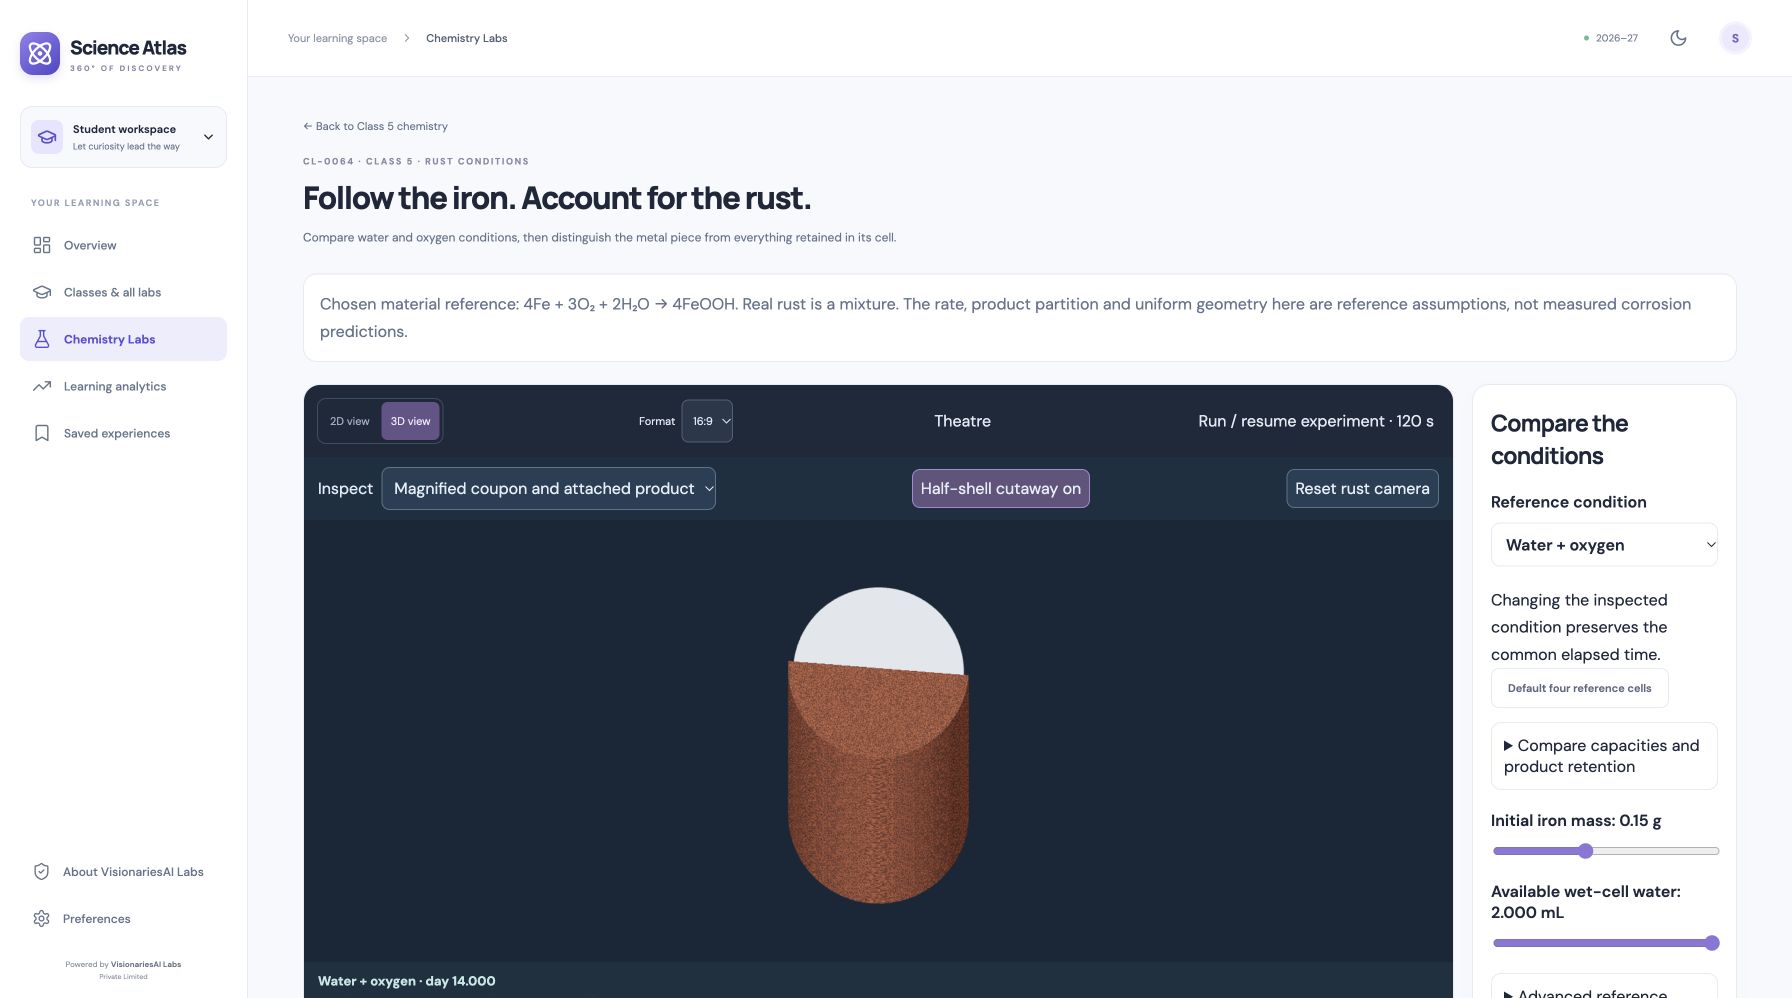 Science Atlas
360° OF DISCOVERY
Student workspace
Let curiosity lead the way
YOUR LEARNING SPACE
Overview
Classes & all labs
Chemistry Labs
Learning analytics
Saved experiences
About VisionariesAI Labs
Preferences
Powered by VisionariesAI Labs
Private Limited
Your learning space > Chemistry Labs
2026–27
S
← Back to Class 5 chemistry
CL-0064 · CLASS 5 · RUST CONDITIONS
Follow the iron. Account for the rust.
Compare water and oxygen conditions, then distinguish the metal piece from everything retained in its cell.
Chosen material reference: 4Fe + 3O₂ + 2H₂O → 4FeOOH. Real rust is a mixture. The rate, product partition and uniform geometry here are reference assumptions, not measured corrosion
predictions.
2D view
3D view
Format
16:9
Theatre
Run / resume experiment · 120 s
Inspect
Magnified coupon and attached product
Half-shell cutaway on
Reset rust camera
Water + oxygen · day 14.000
Compare the
conditions
Reference condition
Water + oxygen
Changing the inspected
condition preserves the
common elapsed time.
Default four reference cells
▶ Compare capacities and
product retention
Initial iron mass: 0.15 g
Available wet-cell water:
2.000 mL
▶ Advanced reference